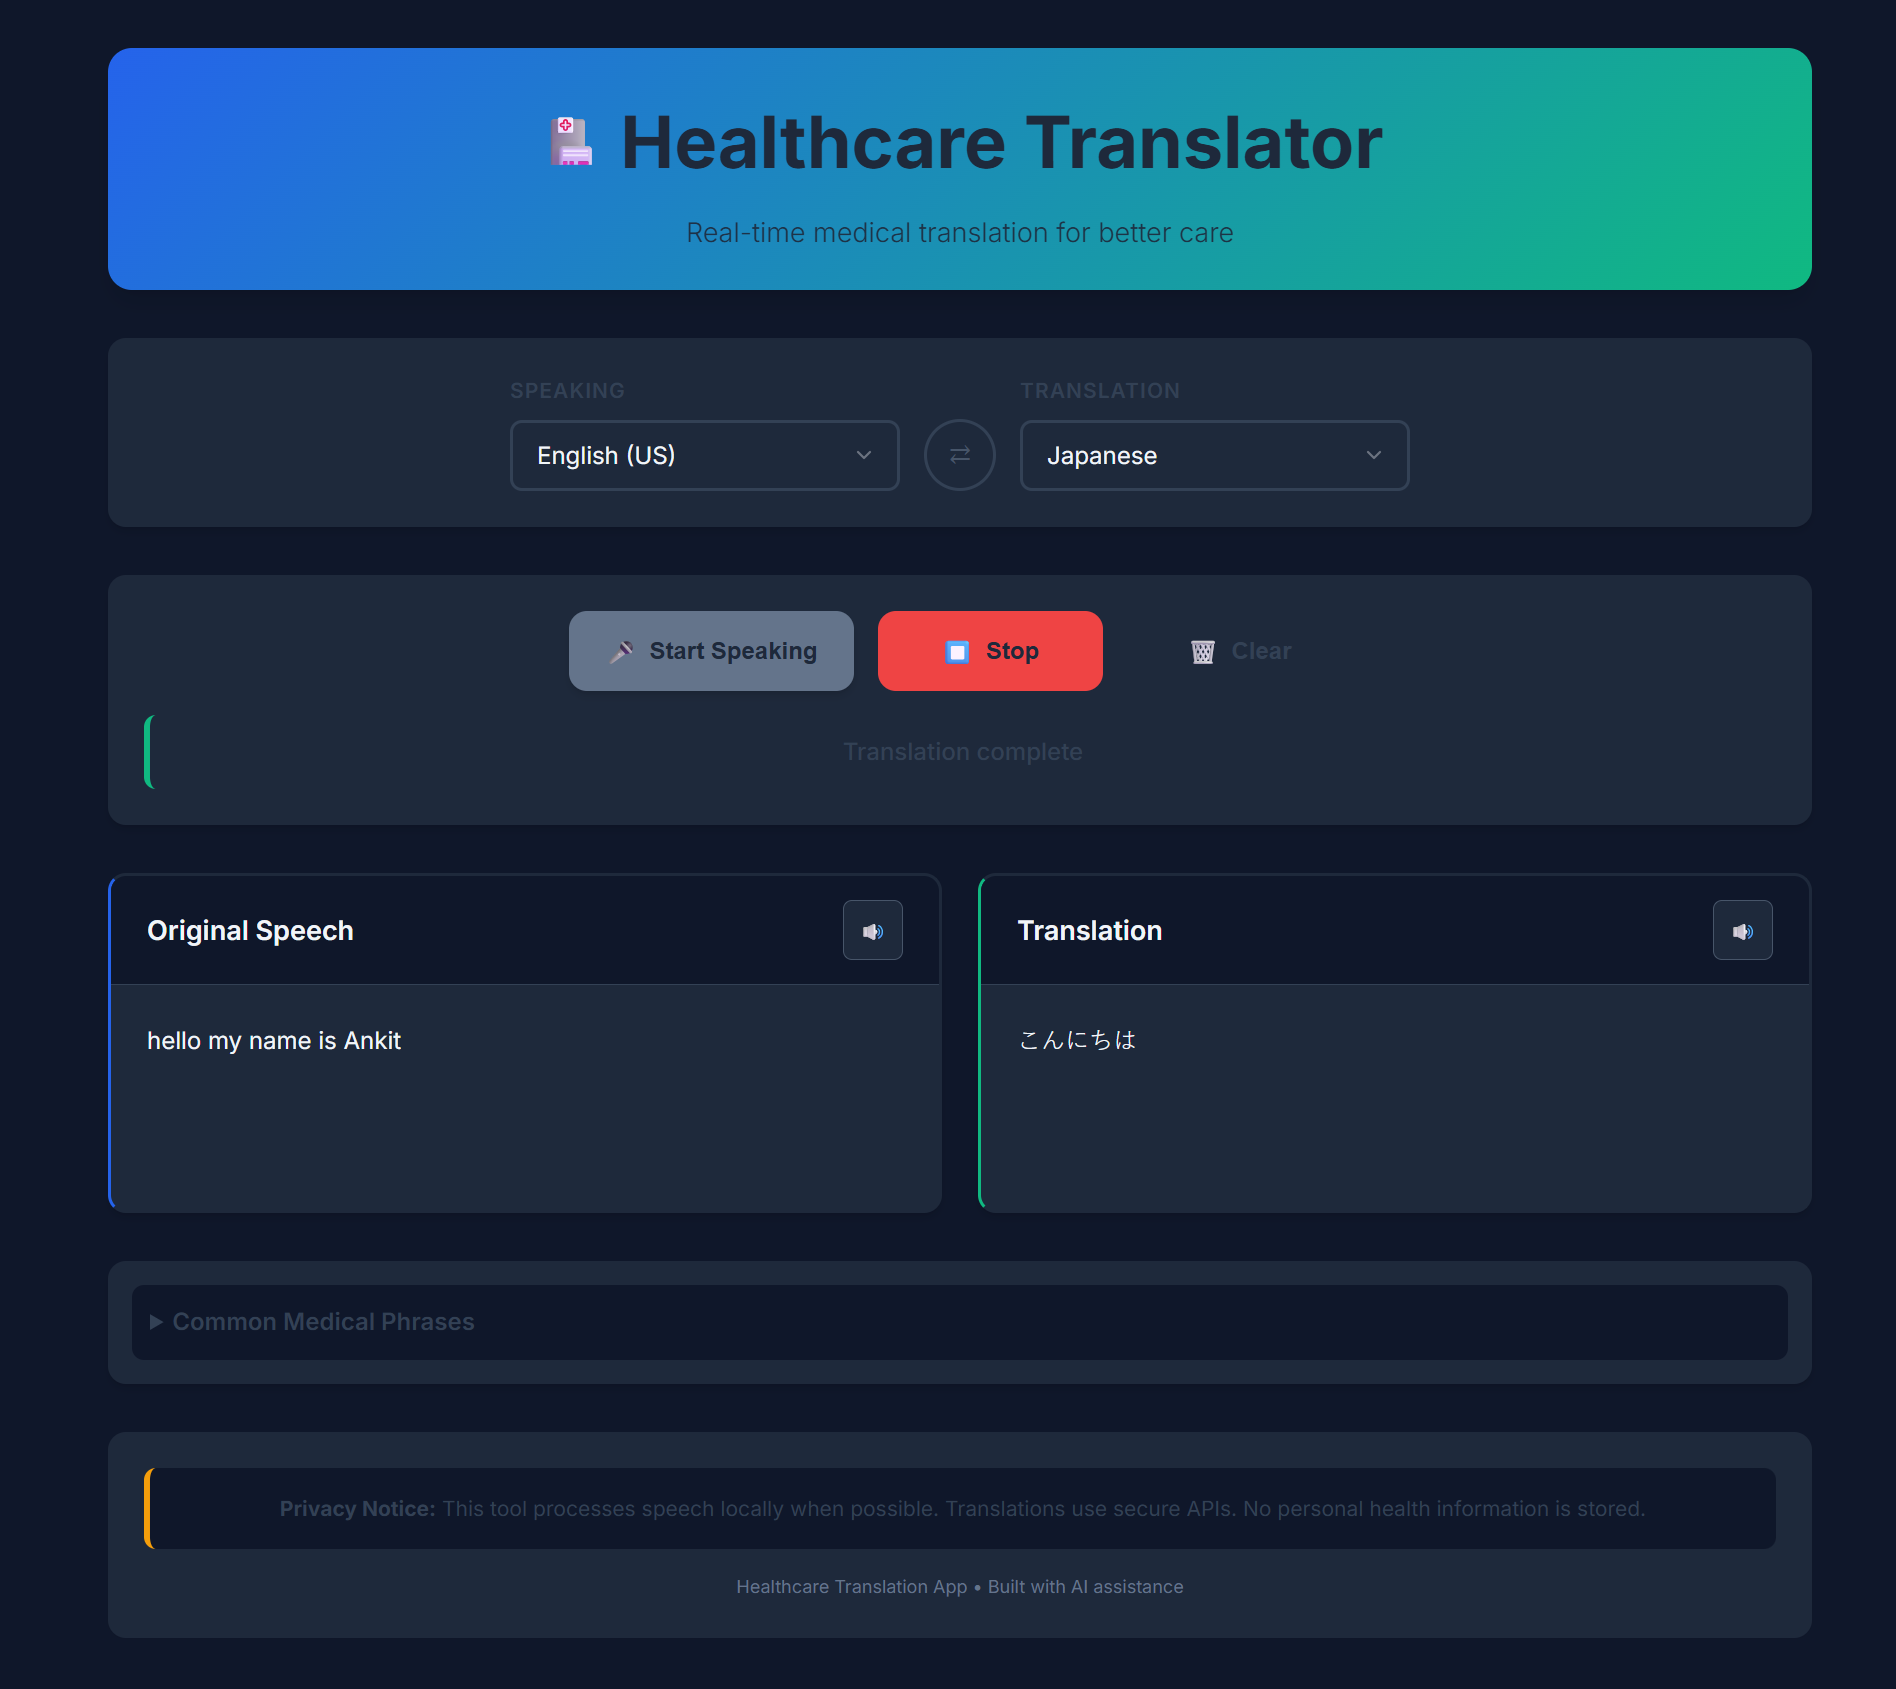 Healthcare Translator
Real-time medical translation for better care
SPEAKING
TRANSLATION
English (US)
⇄
Japanese
Start Speaking
Stop
Clear
Translation complete
Original Speech
Translation
hello my name is Ankit
こんにちは
Common Medical Phrases
Privacy Notice: This tool processes speech locally when possible. Translations use secure APIs. No personal health information is stored.
Healthcare Translation App • Built with AI assistance